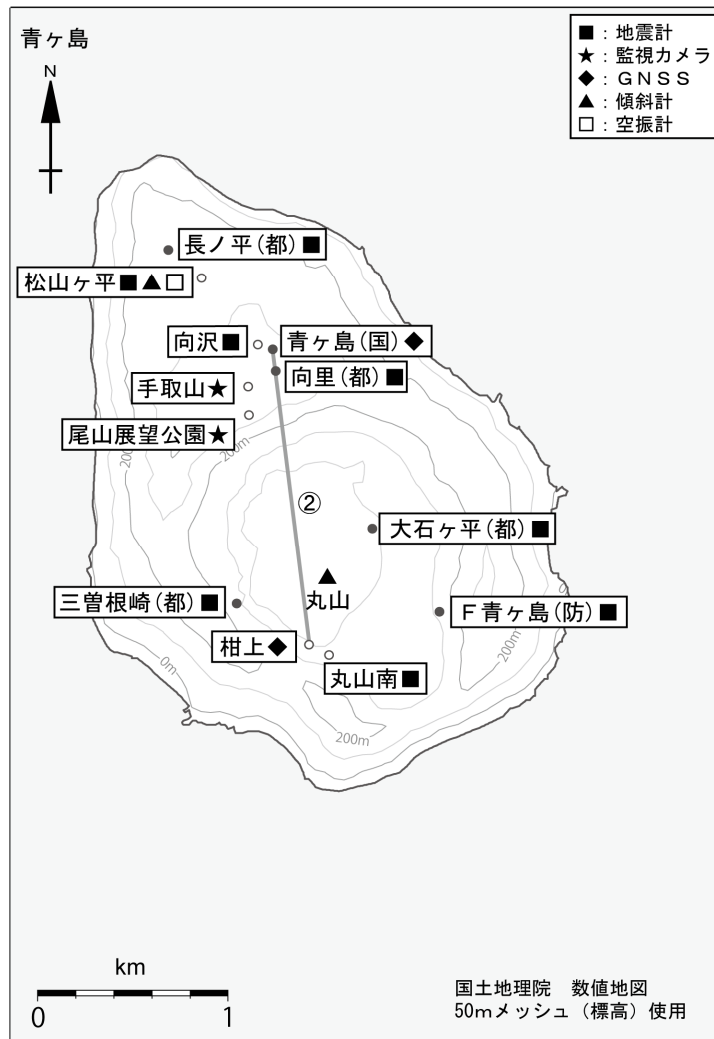 青ヶ島
N
■：地震計
★：監視カメラ
◆：ＧＮＳＳ
▲：傾斜計
□：空振計
長ノ平(都)■
松山ヶ平■▲□
向沢■
青ヶ島(国)◆
向里(都)■
手取山★
尾山展望公園★
200m
200m
②
大石ヶ平(都)■
丸山
三曽根崎(都)■
0
Ｆ青ヶ島(防)■
柑上◆
丸山南■
200m
0m
200m
km
0
1
国土地理院　数値地図
50mメッシュ（標高）使用